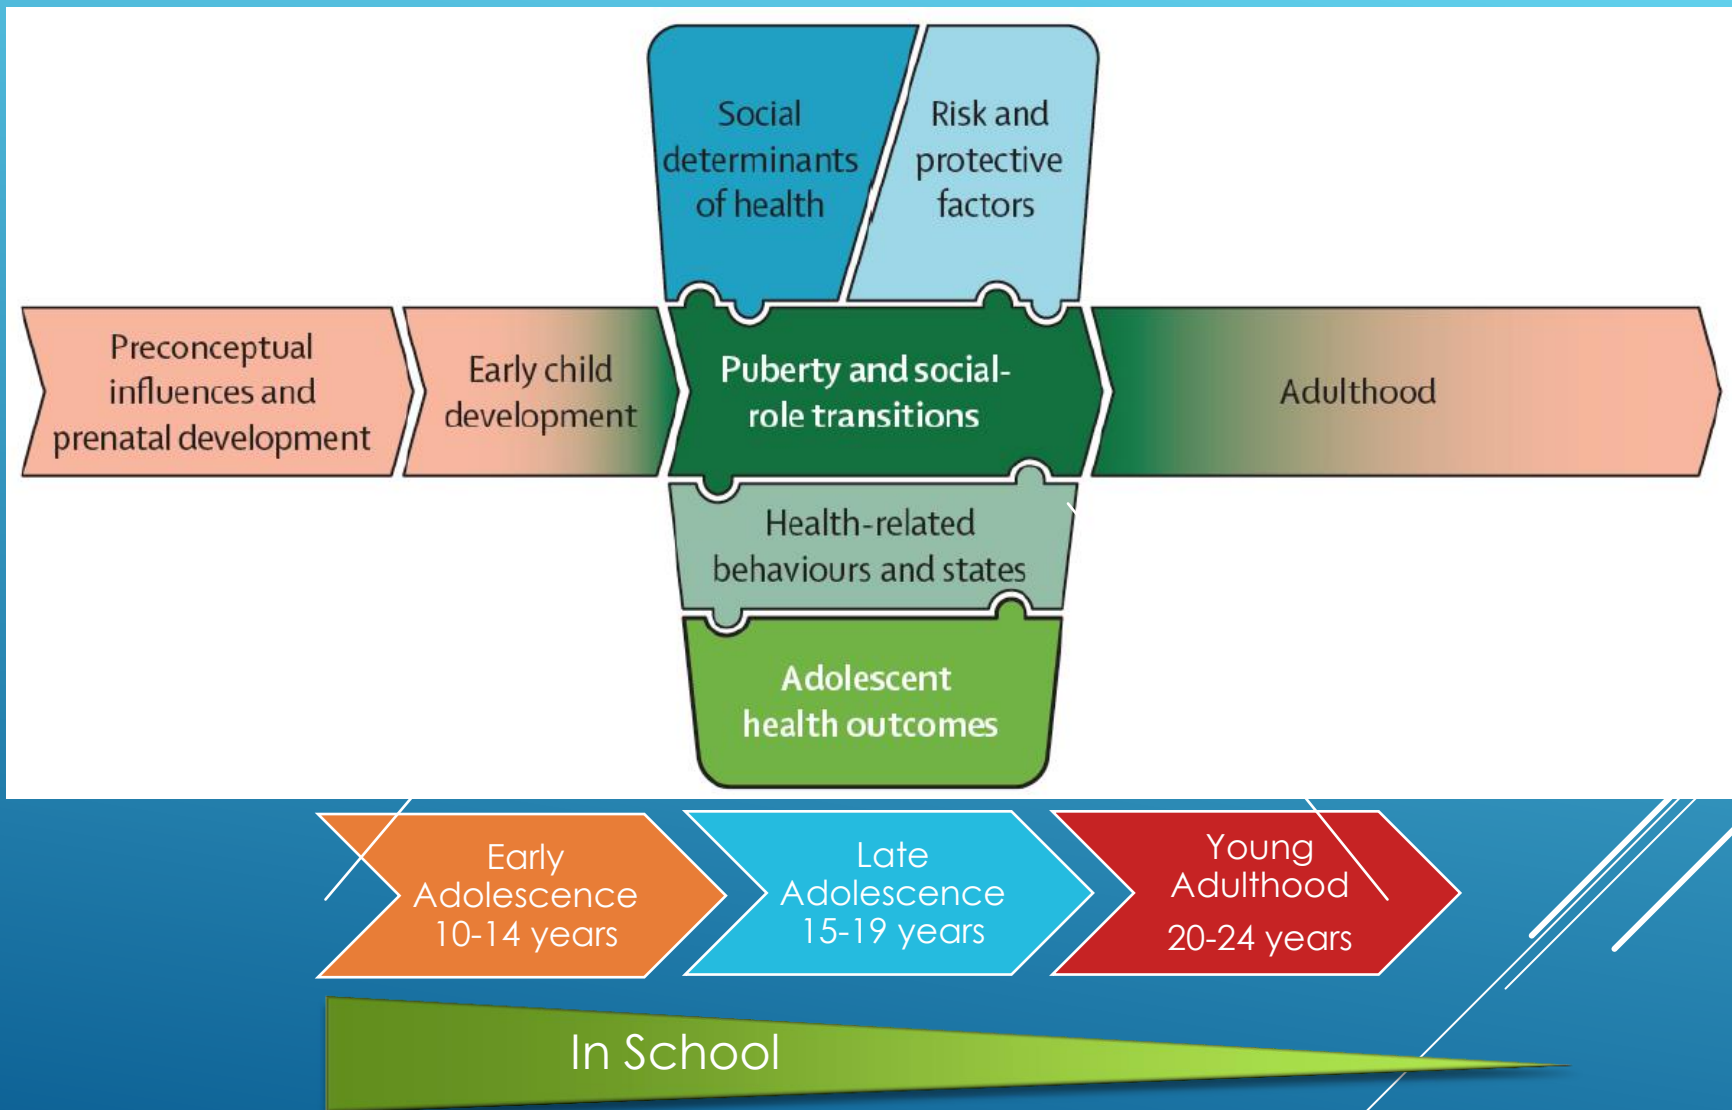 Social
determinants
of health
Risk and
protective
factors
Preconceptual
influences and
prenatal development
Early child
development
Puberty and social-
role transitions
Adulthood
Health-related
behaviours and states
Adolescent
health outcomes
Early
Adolescence
10-14 years
Late
Adolescence
15-19 years
Young
Adulthood
20-24 years
In School